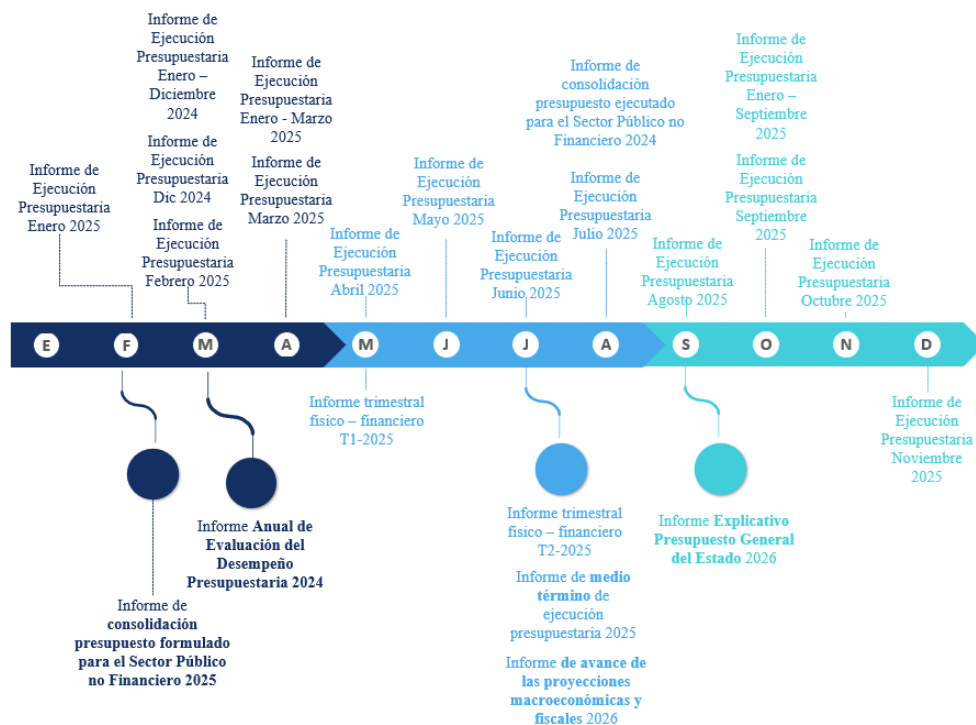 Informe de
Ejecución
Presupuestaria
Enero 2025
Informe de
Ejecución
Presupuestaria
Enero –
Diciembre
2024
Informe de
Ejecución
Presupuestaria
Dic 2024
Informe de
Ejecución
Presupuestaria
Febrero 2025
Informe de
Ejecución
Presupuestaria
Enero - Marzo
2025
Informe de
Ejecución
Presupuestaria
Marzo 2025
Informe de
Ejecución
Presupuestaria
Abril 2025
Informe de
Ejecución
Presupuestaria
Mayo 2025
Informe de
Ejecución
Presupuestaria
Junio 2025
Informe de
consolidación
presupuesto ejecutado
para el Sector Público no
Financiero 2024
Informe de
Ejecución
Presupuestaria
Julio 2025
Informe de
Ejecución
Presupuestaria
Agosto 2025
Informe de
Ejecución
Presupuestaria
Enero –
Septiembre
2025
Informe de
Ejecución
Presupuestaria
Septiembre
2025
Informe de
Ejecución
Presupuestaria
Octubre 2025
E F M A M J J A S O N D
Informe de
consolidación
presupuesto formulado
para el Sector Público
no Financiero 2025
Informe Anual de
Evaluación del
Desempeño
Presupuestaria 2024
Informe trimestral
físico – financiero
T1-2025
Informe trimestral
físico – financiero
T2-2025
Informe de medio
término de
ejecución
presupuestaria 2025
Informe de avance de
las proyecciones
macroeconómicas y
fiscales 2026
Informe Explicativo
Presupuesto General
del Estado 2026
Informe de
Ejecución
Presupuestaria
Noviembre
2025